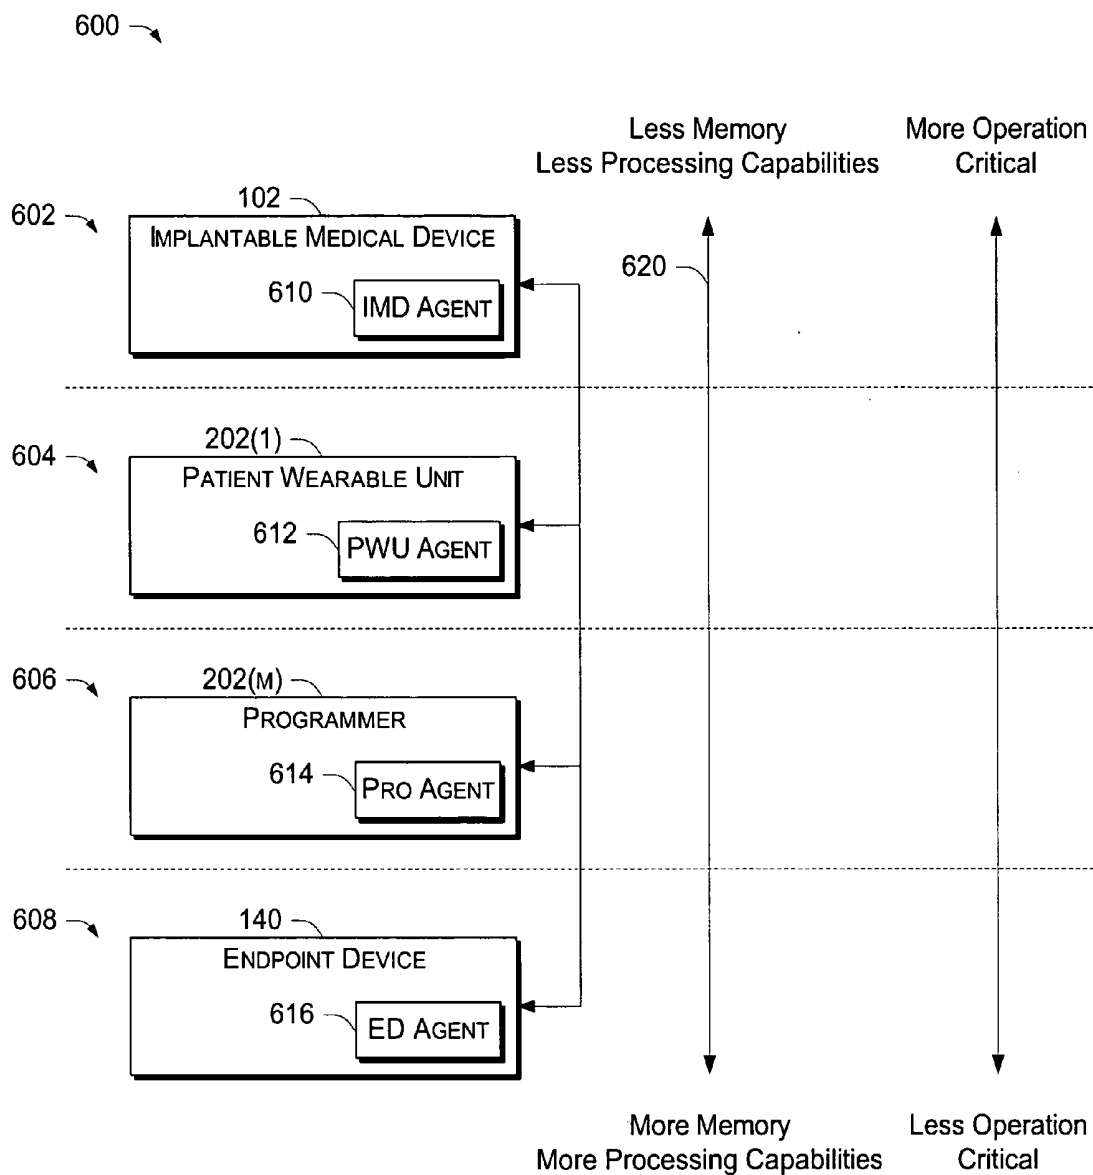 600
Less Memory
Less Processing Capabilities
More Operation
Critical
602
102
IMPLANTABLE MEDICAL DEVICE
610
IMD AGENT
620
604
202(1)
PATIENT WEARABLE UNIT
612
PWU AGENT
606
202(M)
PROGRAMMER
614
PRO AGENT
608
140
ENDPOINT DEVICE
616
ED AGENT
More Memory
More Processing Capabilities
Less Operation
Critical